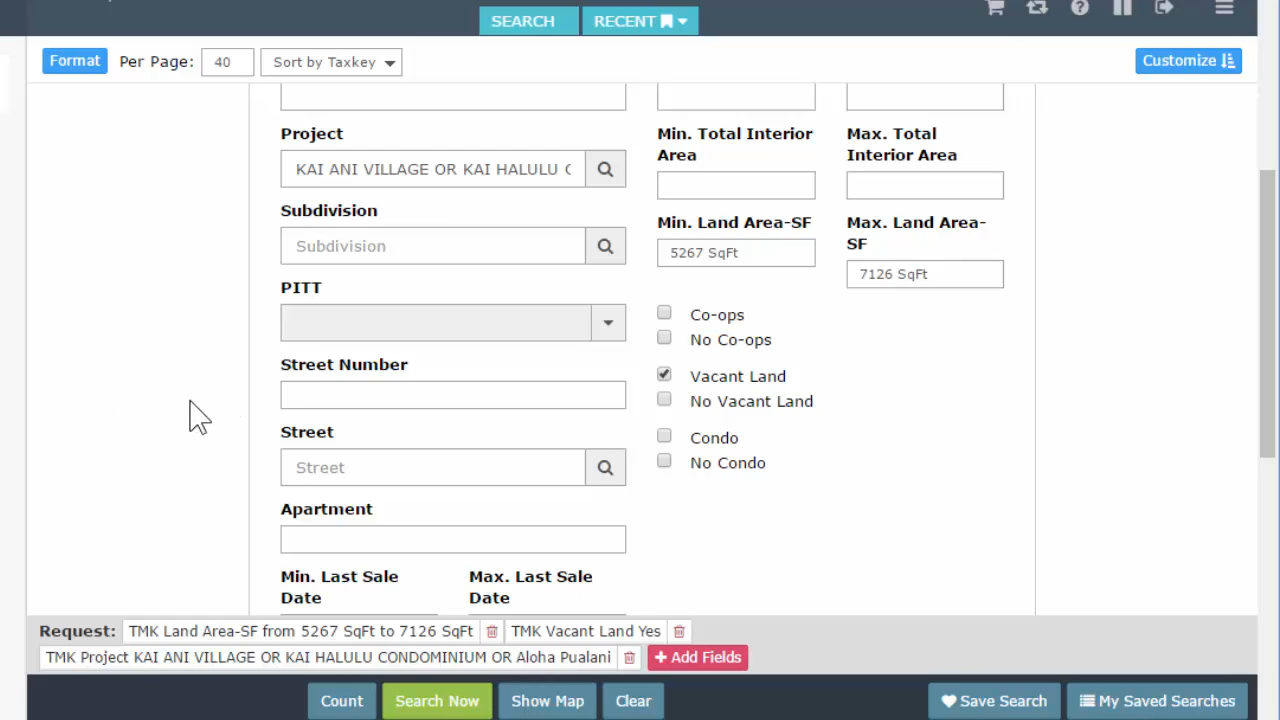 SEARCH RECENT
Format Per Page: 40 Sort by Taxkey Customize
Project
KAI ANI VILLAGE OR KAI HALULU
Subdivision
Subdivision
PITT
Street Number
Street
Street
Apartment
Min. Last Sale
Date
Max. Last Sale
Date
Min. Total Interior
Area
Max. Total
Interior Area
Min. Land Area-SF
5267 SqFt
Max. Land Area-
SF
7126 SqFt
Co-ops
No Co-ops
Vacant Land
No Vacant Land
Condo
No Condo
Request: TMK Land Area-SF from 5267 SqFt to 7126 SqFt TMK Vacant Land Yes
TMK Project KAI ANI VILLAGE OR KAI HALULU CONDOMINIUM OR Aloha Pualani + Add Fields
Count Search Now Show Map Clear Save Search My Saved Searches